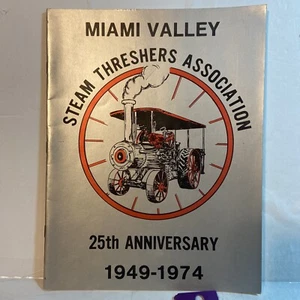 MIAMI VALLEY
STEAM THRESHERS ASSOCIATION
25th ANNIVERSARY
1949-1974